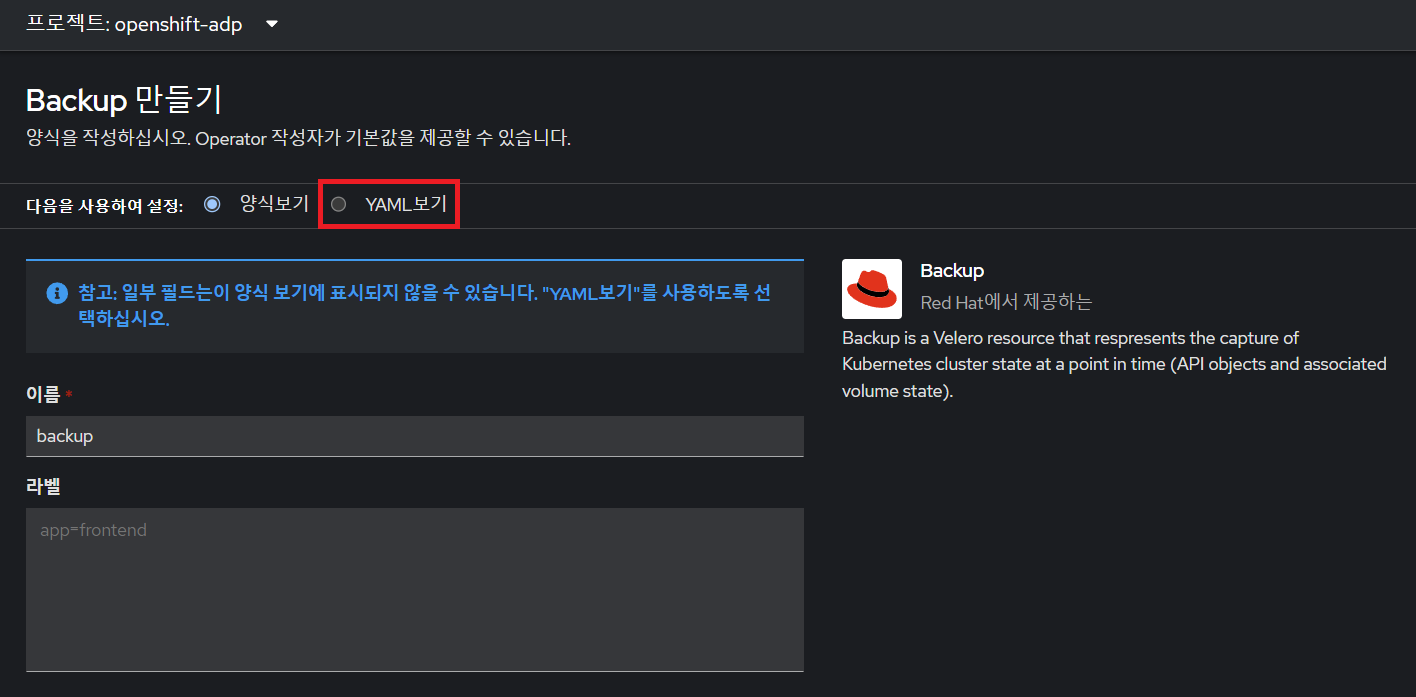 프로젝트: openshift-adp
Backup 만들기
양식을 작성하십시오. Operator 작성자가 기본값을 제공할 수 있습니다.
다음을 사용하여 설정: 양식보기 YAML보기
참고: 일부 필드는이 양식 보기에 표시되지 않을 수 있습니다. "YAML보기"를 사용하도록 선
택하십시오.
이름 *
backup
라벨
app=frontend
Backup
Red Hat에서 제공하는
Backup is a Velero resource that respresents the capture of
Kubernetes cluster state at a point in time (API objects and associated
volume state).